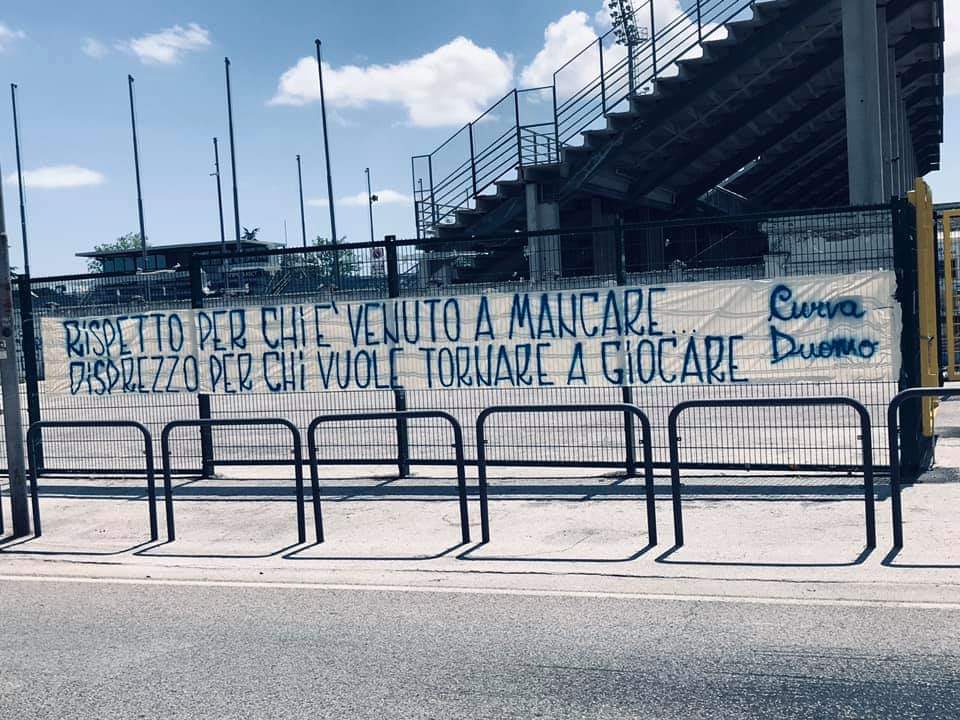 RISPETTO PER CHI E' VENUTO A MANCARE...
DISPREZZO PER CHI VUOLE TORNARE A GIOCARE
Curva
Duomo